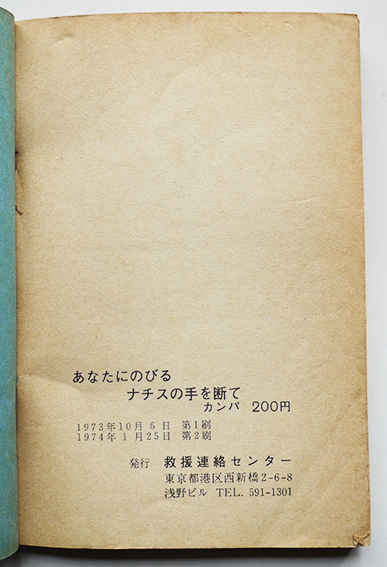 あなたにのびる
ナチスの手を断て
カンパ 200円
1973年10月6日 第1刷
1974年1月25日 第2刷
発行 救援連絡センター
東京都港区西新橋2-6-8
浅野ビル TEL. 591-1301